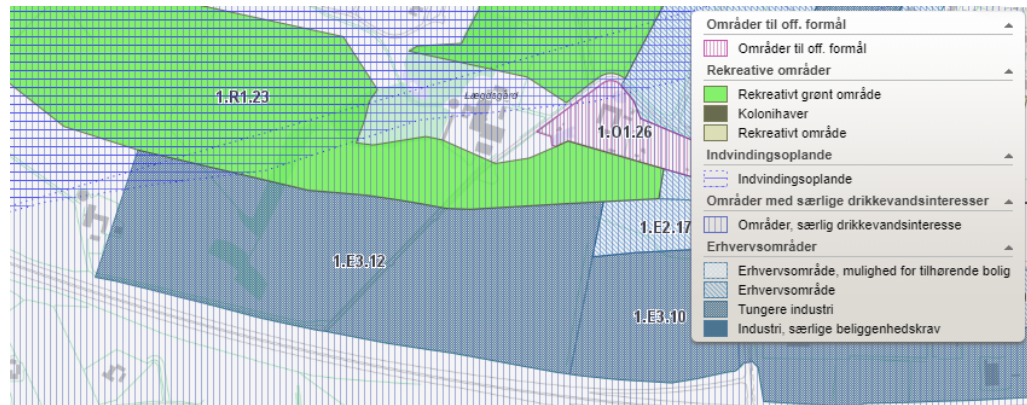 1.R1.23
Lægdsgård
1.O1.26
1.E2.17
1.E3.12
1.E3.10
Områder til off. formål
Områder til off. formål
Rekreative områder
Rekreativt grønt område
Kolonihaver
Rekreativt område
Indvindingsoplande
Indvindingsoplande
Områder med særlige drikkevandsinteresser
Områder, særlig drikkevandsinteresse
Erhvervsområder
Erhvervsområde, mulighed for tilhørende bolig
Erhvervsområde
Tungere industri
Industri, særlige beliggenhedskrav